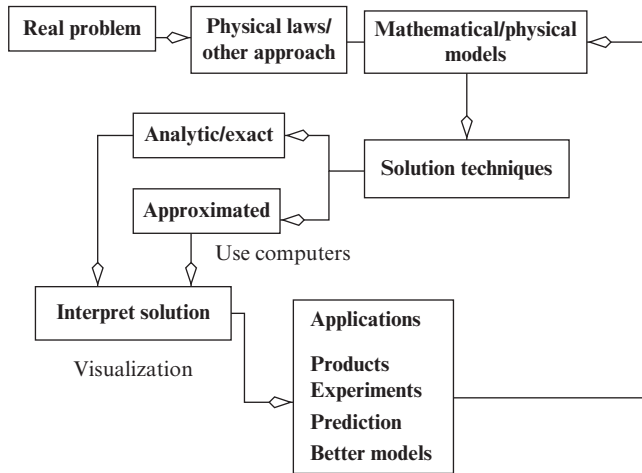 Real problem
Physical laws/
other approach
Mathematical/physical
models
Analytic/exact
Solution techniques
Approximated
Use computers
Interpret solution
Visualization
Applications
Products
Experiments
Prediction
Better models